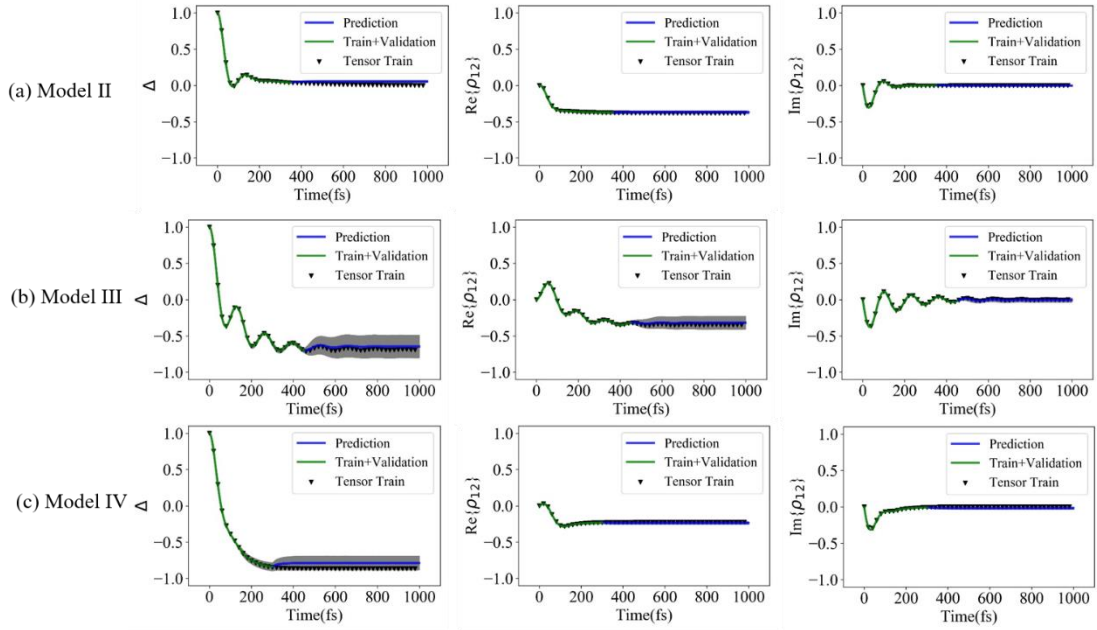 (a) Model II
Δ
1.0
0.5
0.0
−0.5
−1.0
0 200 400 600 800 1000
Time(fs)
Prediction
Train+Validation
Tensor Train
Re{ρ12}
1.0
0.5
0.0
−0.5
−1.0
0 200 400 600 800 1000
Time(fs)
Prediction
Train+Validation
Tensor Train
Im{ρ12}
1.0
0.5
0.0
−0.5
−1.0
0 200 400 600 800 1000
Time(fs)
Prediction
Train+Validation
Tensor Train
(b) Model III
Δ
1.0
0.5
0.0
−0.5
−1.0
0 200 400 600 800 1000
Time(fs)
Prediction
Train+Validation
Tensor Train
Re{ρ12}
1.0
0.5
0.0
−0.5
−1.0
0 200 400 600 800 1000
Time(fs)
Prediction
Train+Validation
Tensor Train
Im{ρ12}
1.0
0.5
0.0
−0.5
−1.0
0 200 400 600 800 1000
Time(fs)
Prediction
Train+Validation
Tensor Train
(c) Model IV
Δ
1.0
0.5
0.0
−0.5
−1.0
0 200 400 600 800 1000
Time(fs)
Prediction
Train+Validation
Tensor Train
Re{ρ12}
1.0
0.5
0.0
−0.5
−1.0
0 200 400 600 800 1000
Time(fs)
Prediction
Train+Validation
Tensor Train
Im{ρ12}
1.0
0.5
0.0
−0.5
−1.0
0 200 400 600 800 1000
Time(fs)
Prediction
Train+Validation
Tensor Train